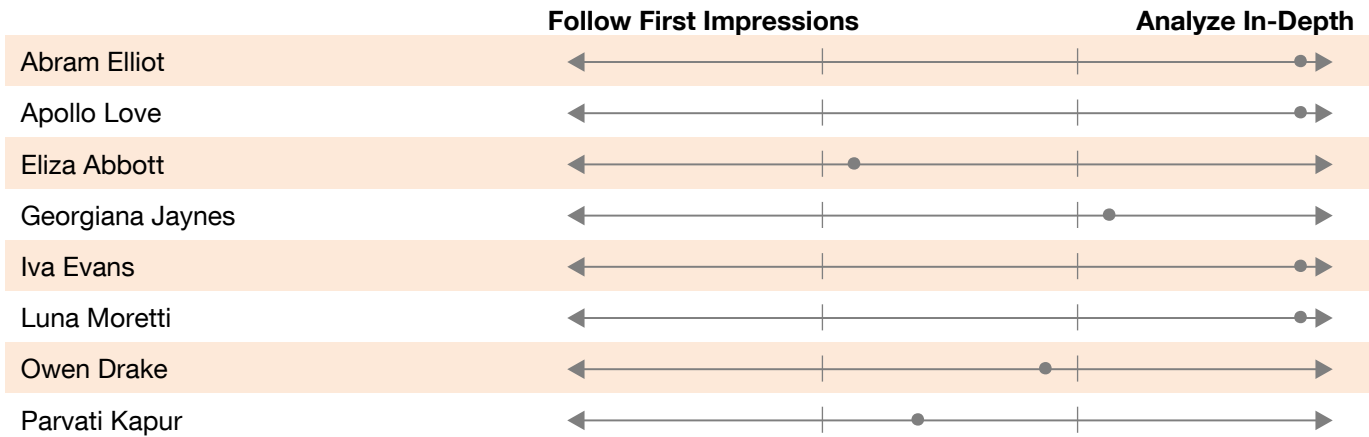 Follow First Impressions Analyze In-Depth
Abram Elliot
Apollo Love
Eliza Abbott
Georgiana Jaynes
Iva Evans
Luna Moretti
Owen Drake
Parvati Kapur